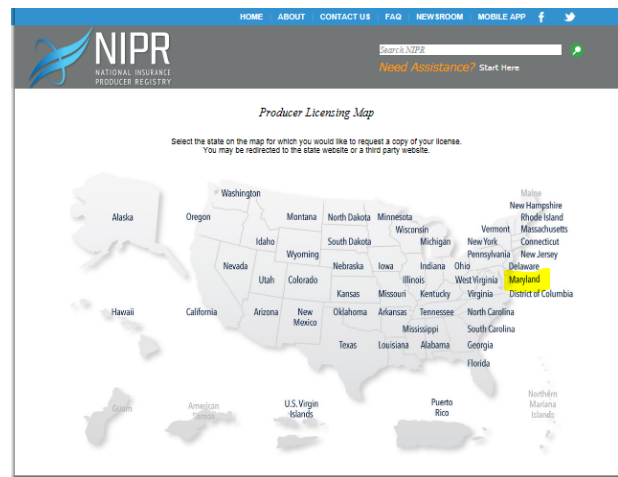 HOME ABOUT CONTACT US FAQ NEWSROOM MOBILE APP
NIPR
NATIONAL INSURANCE
PRODUCER REGISTRY
Search NIPR
Need Assistance? Start Here
Producer Licensing Map
Select the state on the map for which you would like to request a copy of your license.
You may be redirected to the state website or a third party website.
Washington Maine
New Hampshire
Alaska Oregon Montana North Dakota Minnesota Rhode Island
Wisconsin Vermont Massachusetts
Idaho South Dakota Michigan New York Connecticut
Wyoming Pennsylvania New Jersey
Nevada Nebraska Iowa Indiana Ohio Delaware
Utah Colorado Illinois West Virginia Maryland
Kansas Missouri Kentucky Virginia District of Columbia
Hawaii California Arizona New Mexico Oklahoma Arkansas Tennessee North Carolina
Mississippi South Carolina
Texas Louisiana Alabama Georgia
Florida
Guam American Samoa U.S. Virgin Islands Puerto Rico Northern Mariana Islands